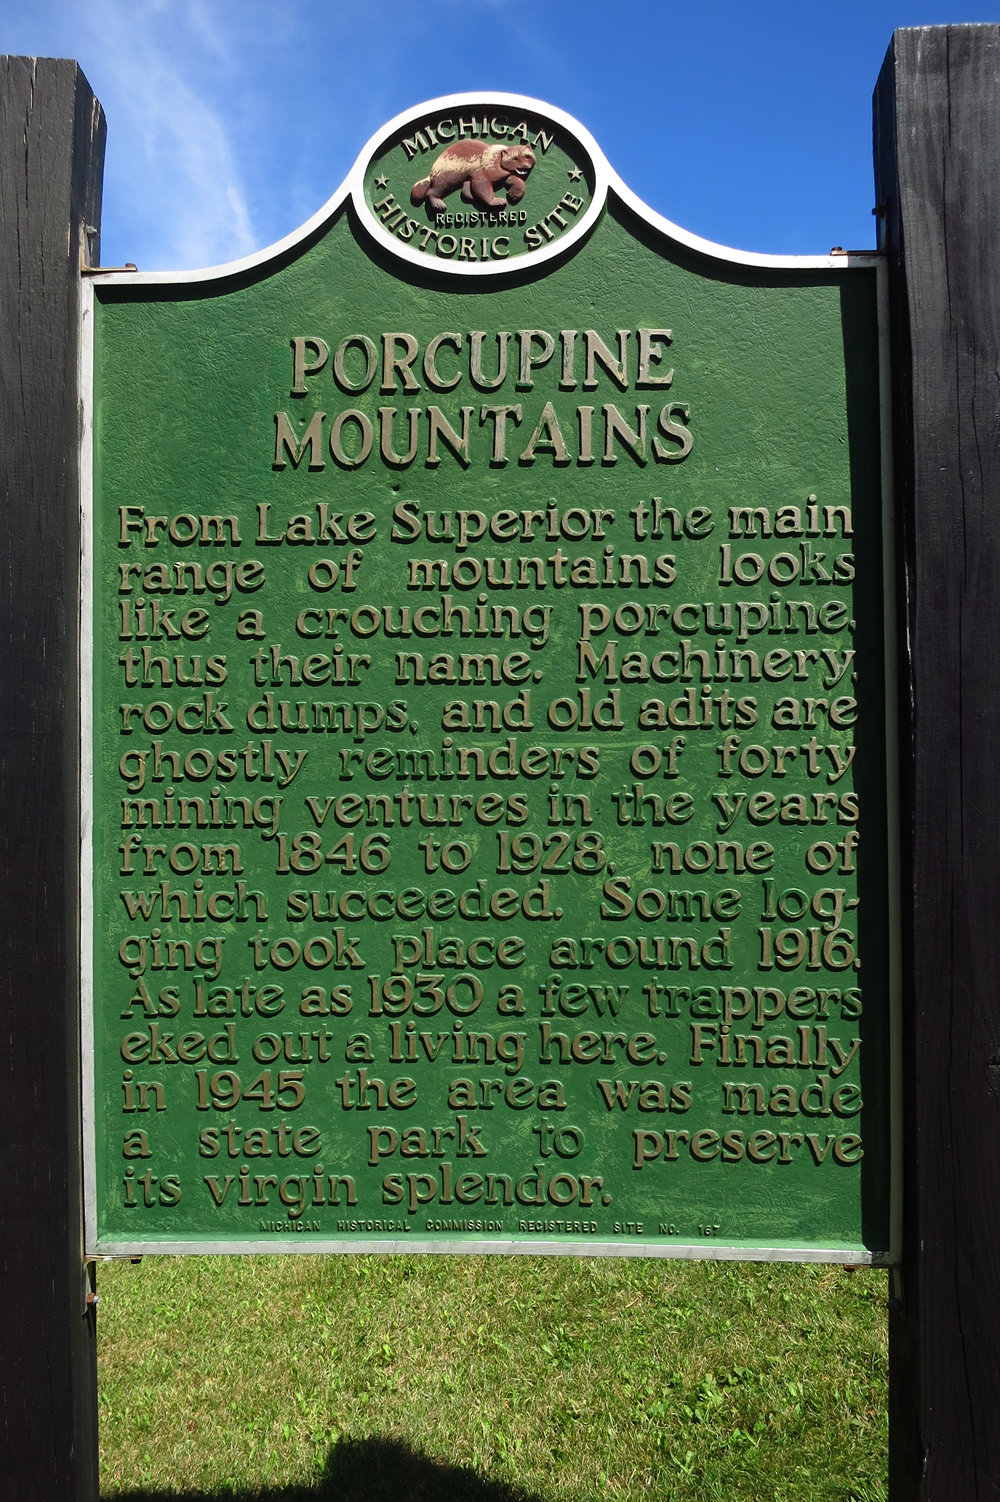 MICHIGAN
REGISTERED
HISTORIC SITE
PORCUPINE
MOUNTAINS
From Lake Superior the main
range of mountains looks
like a crouching porcupine,
thus their name. Machinery,
rock dumps, and old adits are
ghostly reminders of forty
mining ventures in the years
from 1846 to 1928, none of
which succeeded. Some log-
ging took place around 1916.
As late as 1930 a few trappers
eked out a living here. Finally
in 1945 the area was made
a state park to preserve
its virgin splendor.
MICHIGAN HISTORICAL COMMISSION REGISTERED SITE NO. 167